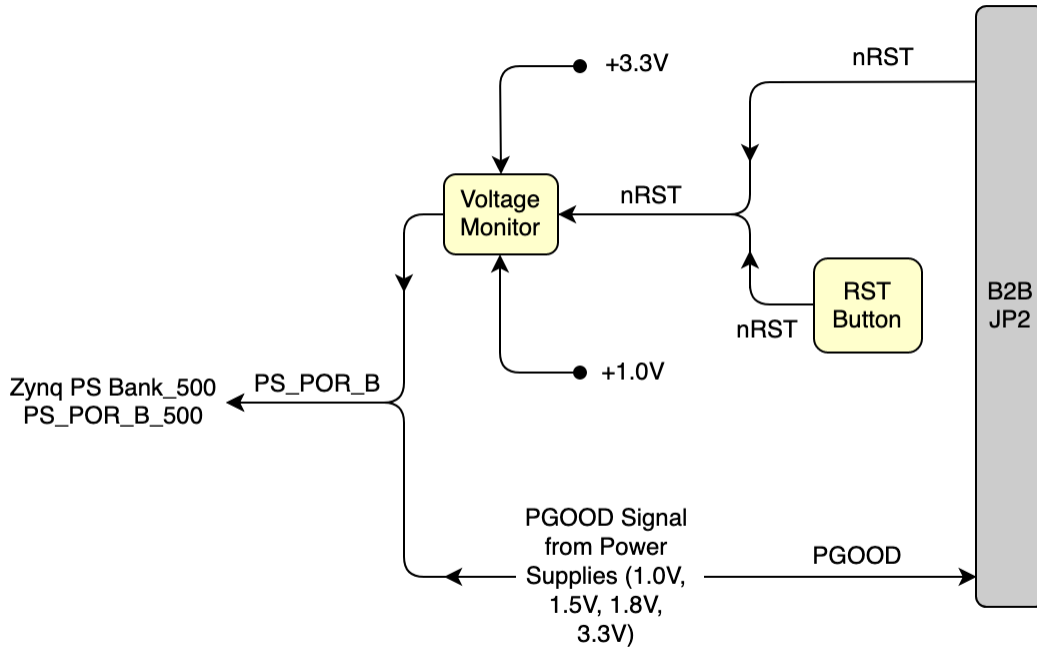 nRST
+3.3V
Voltage
Monitor
nRST
RST
Button
nRST
B2B
JP2
+1.0V
Zynq PS Bank_500
PS_POR_B_500
PS_POR_B
PGOOD Signal
from Power
Supplies (1.0V,
1.5V, 1.8V,
3.3V)
PGOOD